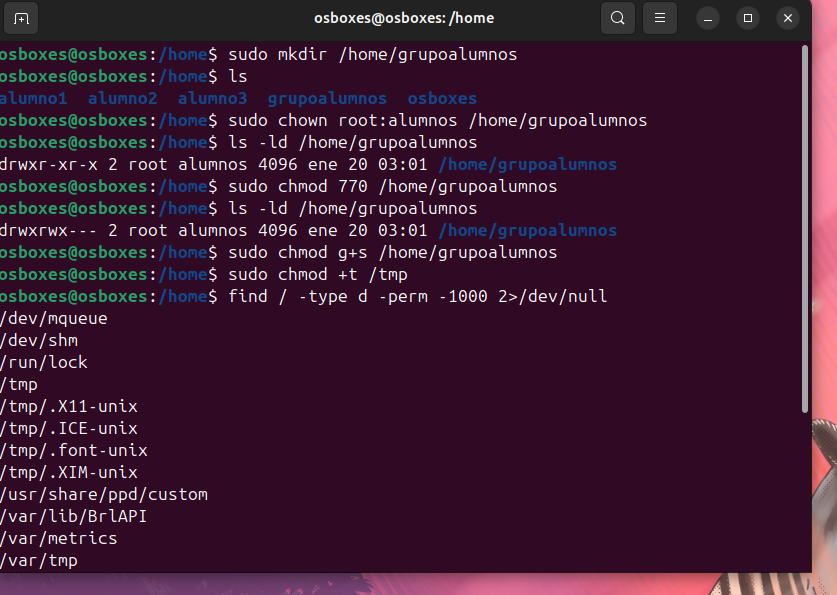 osboxes@osboxes: /home
osboxes@osboxes:/home$ sudo mkdir /home/grupoalumnos
osboxes@osboxes:/home$ ls
alumno1  alumno2  alumno3  grupoalumnos  osboxes
osboxes@osboxes:/home$ sudo chown root:alumnos /home/grupoalumnos
osboxes@osboxes:/home$ ls -ld /home/grupoalumnos
drwxr-xr-x 2 root alumnos 4096 ene 20 03:01 /home/grupoalumnos
osboxes@osboxes:/home$ sudo chmod 770 /home/grupoalumnos
osboxes@osboxes:/home$ ls -ld /home/grupoalumnos
drwxrwx--- 2 root alumnos 4096 ene 20 03:01 /home/grupoalumnos
osboxes@osboxes:/home$ sudo chmod g+s /home/grupoalumnos
osboxes@osboxes:/home$ sudo chmod +t /tmp
osboxes@osboxes:/home$ find / -type d -perm -1000 2>/dev/null
/dev/mqueue
/dev/shm
/run/lock
/tmp
/tmp/.X11-unix
/tmp/.ICE-unix
/tmp/.font-unix
/tmp/.XIM-unix
/usr/share/ppd/custom
/var/lib/BrlAPI
/var/metrics
/var/tmp